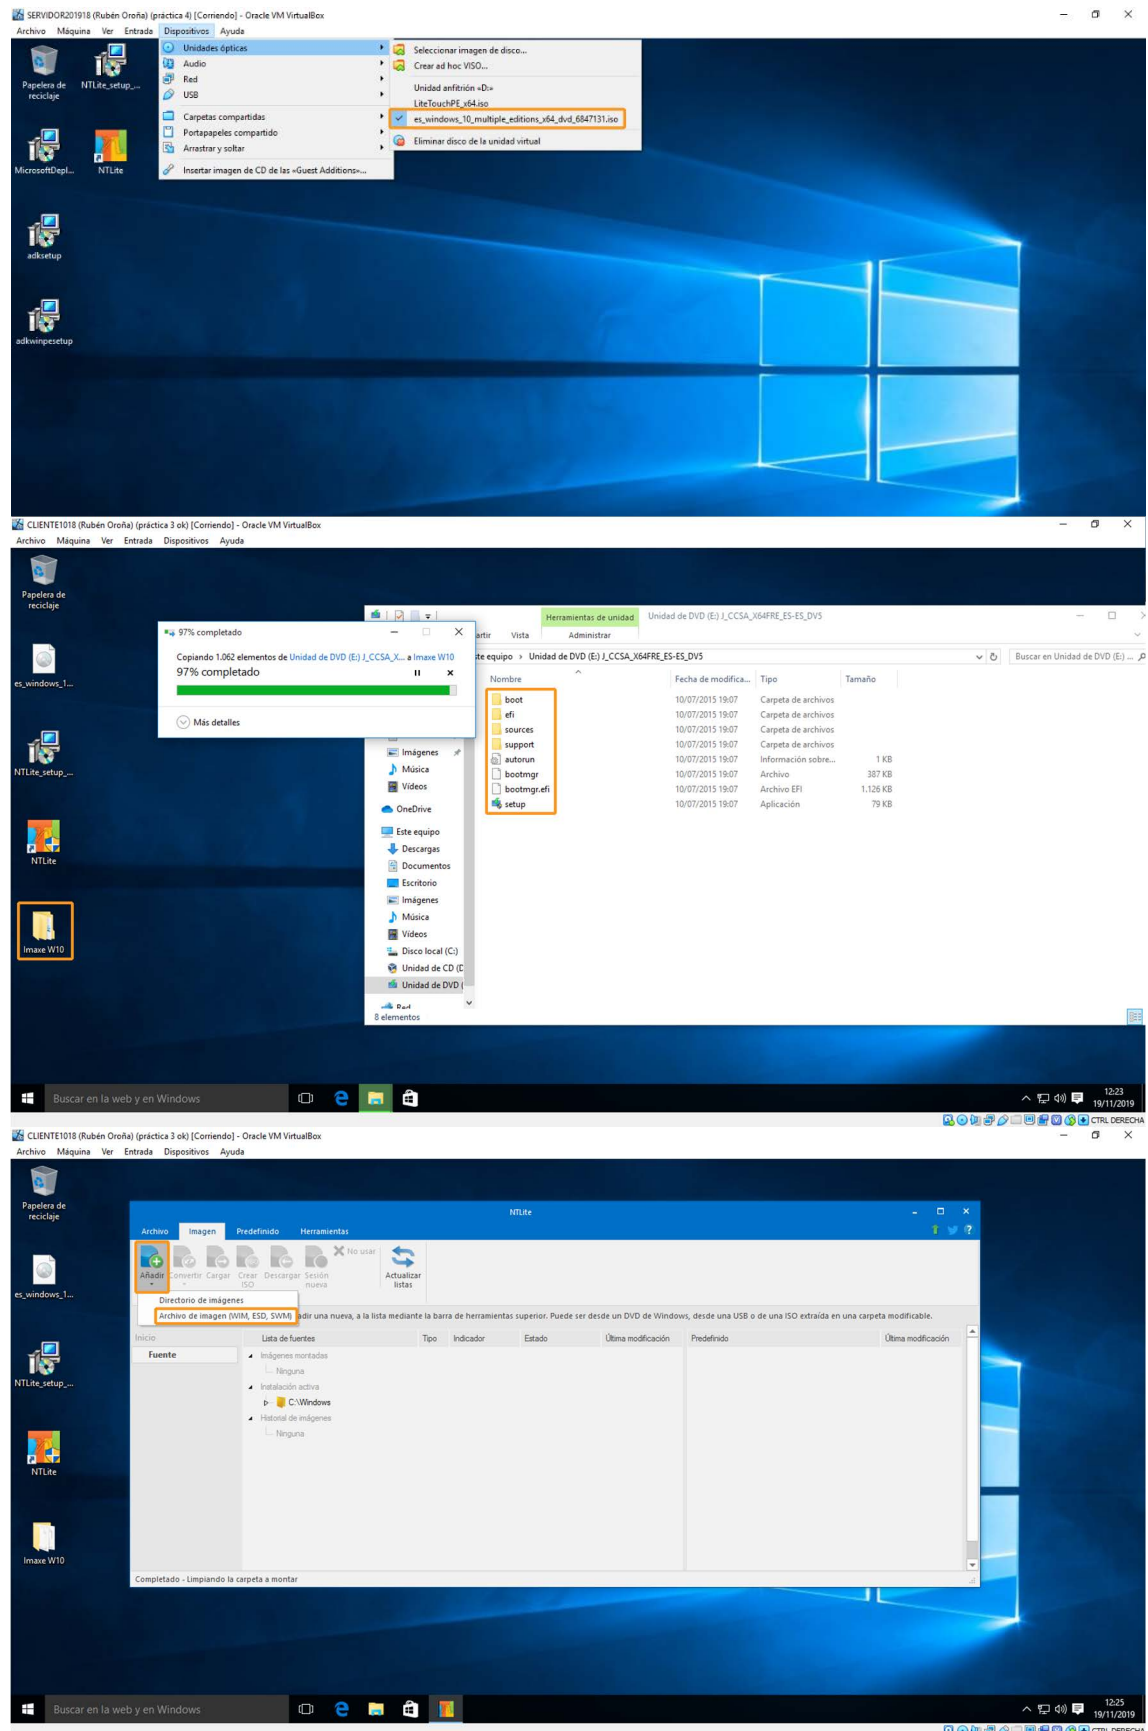 SERVIDOR201918 (Rubén Oroña) (práctica 4) [Corriendo] - Oracle VM VirtualBox
Archivo Máquina Ver Entrada Dispositivos Ayuda
Unidades ópticas
Audio
Red
USB
Carpetas compartidas
Portapapeles compartido
Arrastrar y soltar
Insertar imagen de CD de las «Guest Additions»...
Seleccionar imagen de disco...
Crear ad hoc VISO...
Unidad anfitrión «D:»
LiteTouchPE_x64.iso
es_windows_10_multiple_editions_x64_dvd_6847131.iso
Eliminar disco de la unidad virtual
Papelera de reciclaje
NTLite_setup_...
MicrosoftDepl...
NTLite
adksetup
adkwinpesetup
CLIENTE1018 (Rubén Oroña) (práctica 3 ok) [Corriendo] - Oracle VM VirtualBox
Archivo Máquina Ver Entrada Dispositivos Ayuda
Papelera de reciclaje
es_windows_1...
NTLite_setup_...
NTLite
Imaxe W10
97% completado
Copiando 1.062 elementos de Unidad de DVD (E:) J_CCSA_X... a Imaxe W10
97% completado
Más detalles
Herramientas de unidad
Unidad de DVD (E:) J_CCSA_X64FRE_ES-ES_DV5
artir Vista Administrar
te equipo › Unidad de DVD (E:) J_CCSA_X64FRE_ES-ES_DV5
Buscar en Unidad de DVD (E:) ...
Nombre Fecha de modifica... Tipo Tamaño
boot 10/07/2015 19:07 Carpeta de archivos
efi 10/07/2015 19:07 Carpeta de archivos
sources 10/07/2015 19:07 Carpeta de archivos
support 10/07/2015 19:07 Carpeta de archivos
autorun 10/07/2015 19:07 Información sobre... 1 KB
bootmgr 10/07/2015 19:07 Archivo 387 KB
bootmgr.efi 10/07/2015 19:07 Archivo EFI 1.126 KB
setup 10/07/2015 19:07 Aplicación 79 KB
Imágenes
Música
Vídeos
OneDrive
Este equipo
Descargas
Documentos
Escritorio
Imágenes
Música
Vídeos
Disco local (C:)
Unidad de CD (D
Unidad de DVD (
Red
8 elementos
Buscar en la web y en Windows
12:23
19/11/2019
CTRL DERECHA
CLIENTE1018 (Rubén Oroña) (práctica 3 ok) [Corriendo] - Oracle VM VirtualBox
Archivo Máquina Ver Entrada Dispositivos Ayuda
Papelera de reciclaje
es_windows_1...
NTLite_setup_...
NTLite
Imaxe W10
NTLite
Archivo Imagen Predefinido Herramientas
Añadir Convertir Cargar Crear ISO Descargar Sesión nueva No usar Actualizar listas
Directorio de imágenes
Archivo de imagen (WIM, ESD, SWM)
adir una nueva, a la lista mediante la barra de herramientas superior. Puede ser desde un DVD de Windows, desde una USB o de una ISO extraída en una carpeta modificable.
Inicio
Fuente
Lista de fuentes Tipo Indicador Estado Última modificación Predefinido Última modificación
Imágenes montadas
Ninguna
Instalación activa
C:\Windows
Historial de imágenes
Ninguna
Completado - Limpiando la carpeta a montar
Buscar en la web y en Windows
12:25
19/11/2019
CTRL DERECHA